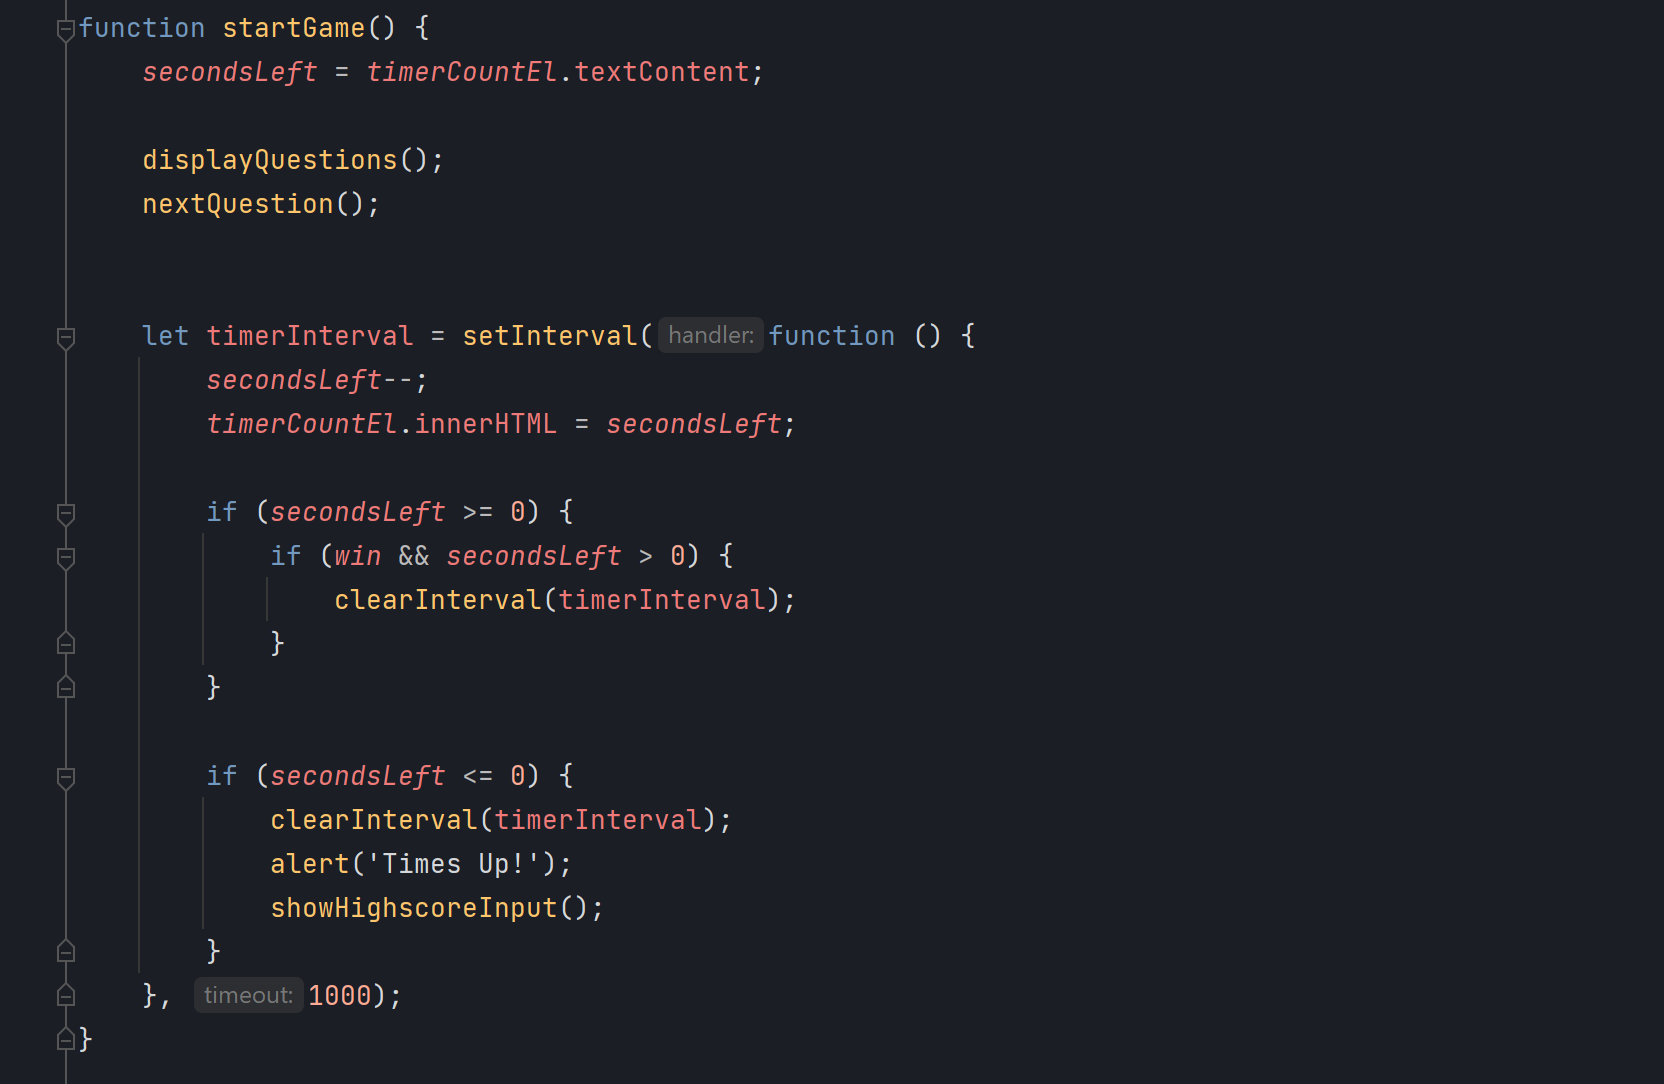 function startGame() {
    secondsLeft = timerCountEl.textContent;
    displayQuestions();
    nextQuestion();
    let timerInterval = setInterval( handler: function () {
        secondsLeft--;
        timerCountEl.innerHTML = secondsLeft;
        if (secondsLeft >= 0) {
            if (win && secondsLeft > 0) {
                clearInterval(timerInterval);
            }
        }
        if (secondsLeft <= 0) {
            clearInterval(timerInterval);
            alert('Times Up!');
            showHighscoreInput();
        }
    }, timeout: 1000);
}